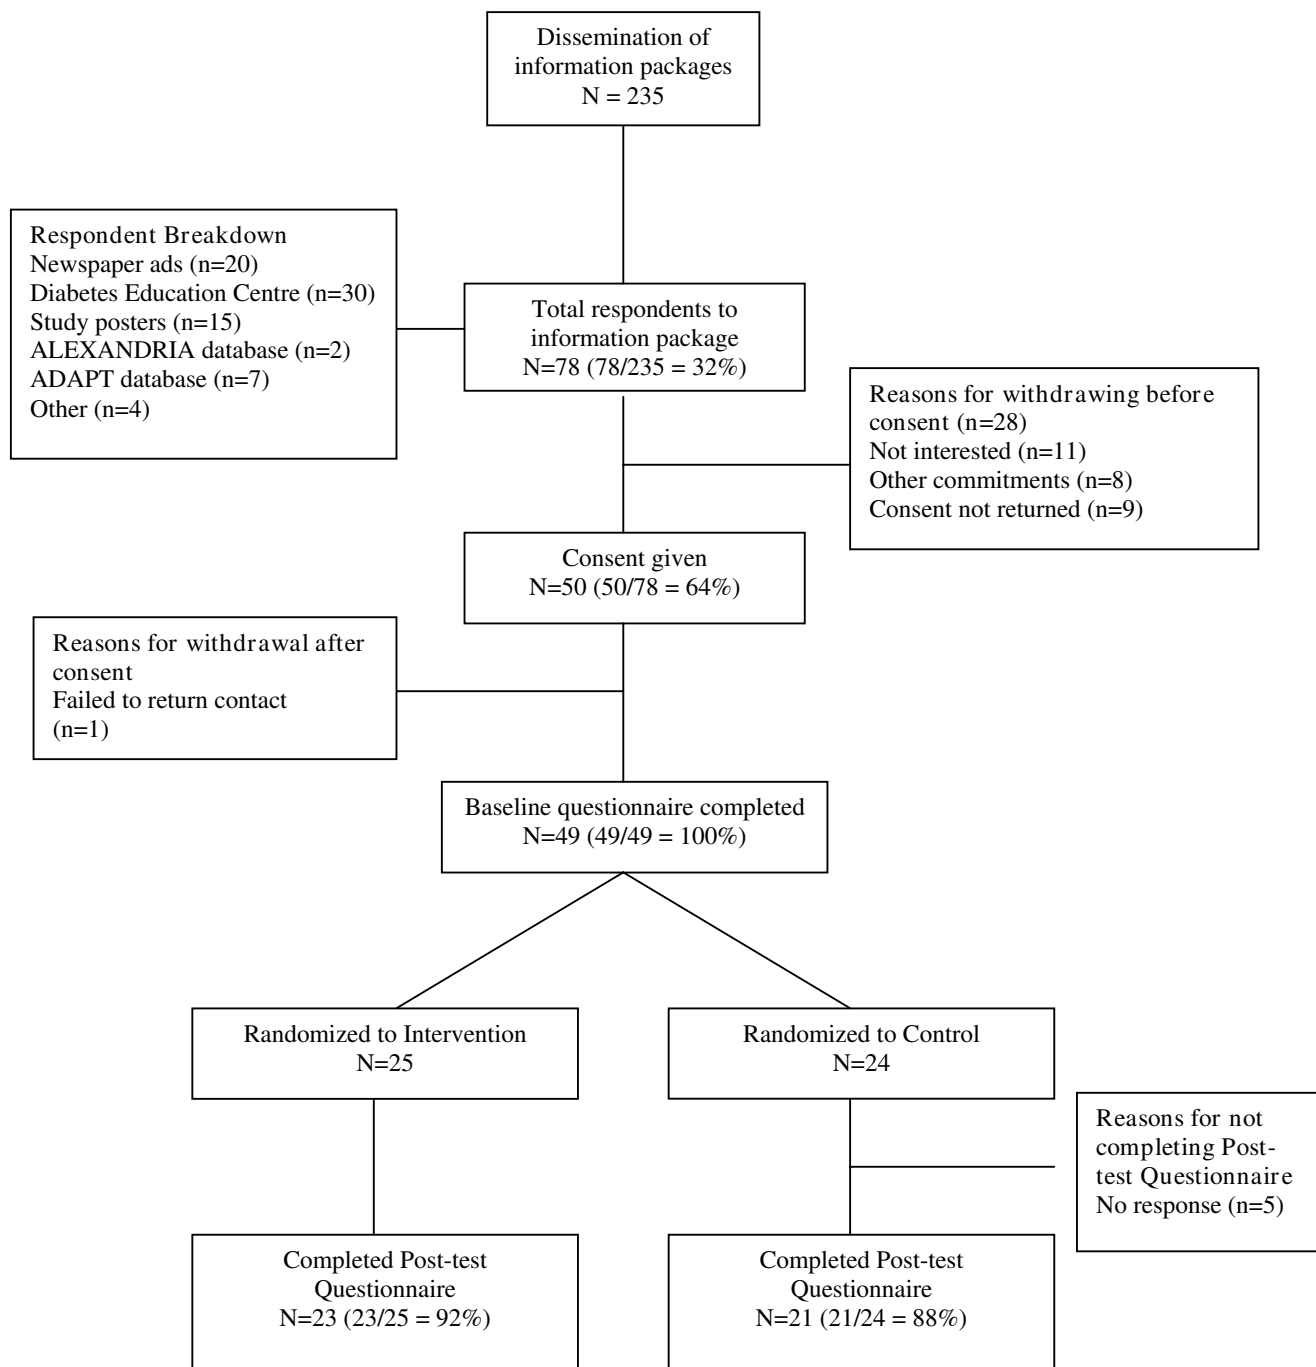 Dissemination of
information packages
N = 235
Respondent Breakdown
Newspaper ads (n=20)
Diabetes Education Centre (n=30)
Study posters (n=15)
ALEXANDRIA database (n=2)
ADAPT database (n=7)
Other (n=4)
Total respondents to
information package
N=78 (78/235 = 32%)
Reasons for withdrawing before
consent (n=28)
Not interested (n=11)
Other commitments (n=8)
Consent not returned (n=9)
Consent given
N=50 (50/78 = 64%)
Reasons for withdrawal after
consent
Failed to return contact
(n=1)
Baseline questionnaire completed
N=49 (49/49 = 100%)
Randomized to Intervention
N=25
Randomized to Control
N=24
Reasons for not
completing Post-
test Questionnaire
No response (n=5)
Completed Post-test
Questionnaire
N=23 (23/25 = 92%)
Completed Post-test
Questionnaire
N=21 (21/24 = 88%)